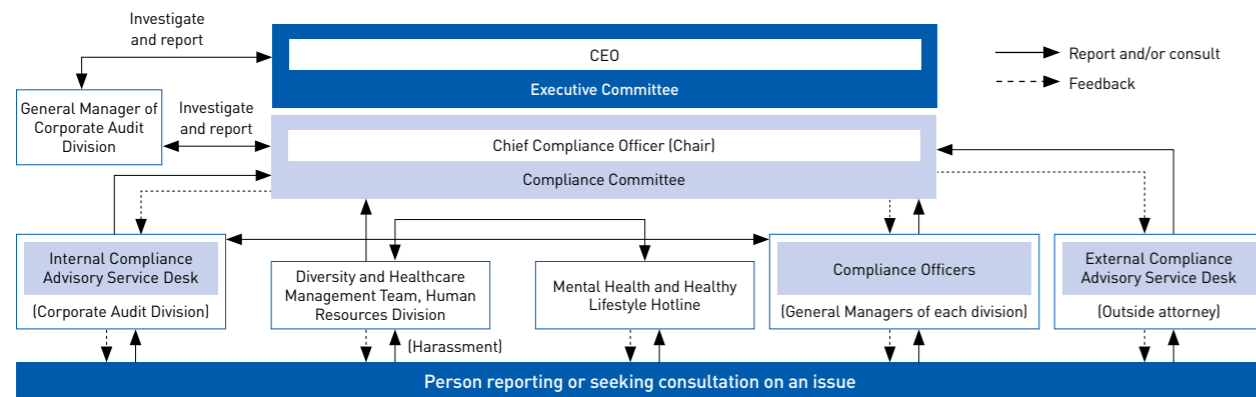 Investigate
and report
CEO
Executive Committee
Report and/or consult
Feedback
General Manager of
Corporate Audit
Division
Investigate
and report
Chief Compliance Officer (Chair)
Compliance Committee
Internal Compliance
Advisory Service Desk
(Corporate Audit Division)
Diversity and Healthcare
Management Team, Human
Resources Division
(Harassment)
Mental Health and Healthy
Lifestyle Hotline
Compliance Officers
(General Managers of each division)
External Compliance
Advisory Service Desk
(Outside attorney)
Person reporting or seeking consultation on an issue